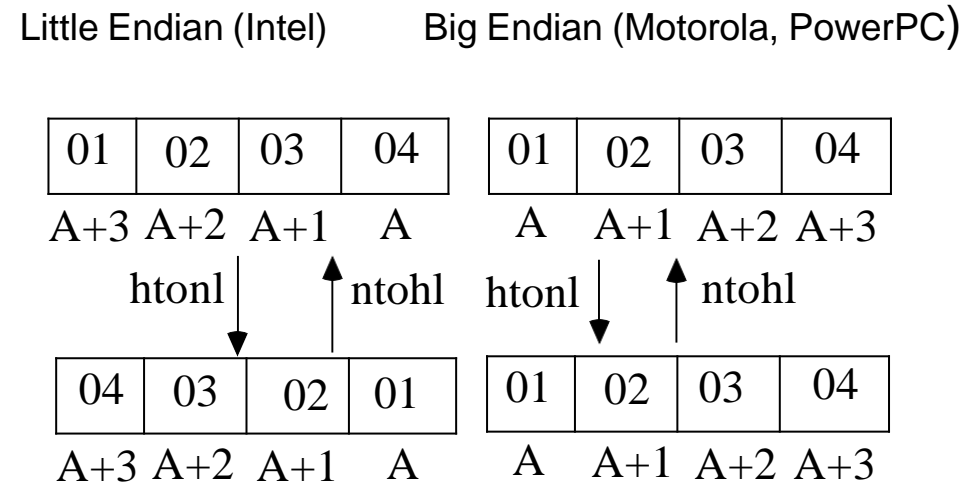 Little Endian (Intel) Big Endian (Motorola, PowerPC)
01 02 03 04 01 02 03 04
A+3 A+2 A+1 A A A+1 A+2 A+3
htonl ntohl htonl ntohl
04 03 02 01 01 02 03 04
A+3 A+2 A+1 A A A+1 A+2 A+3